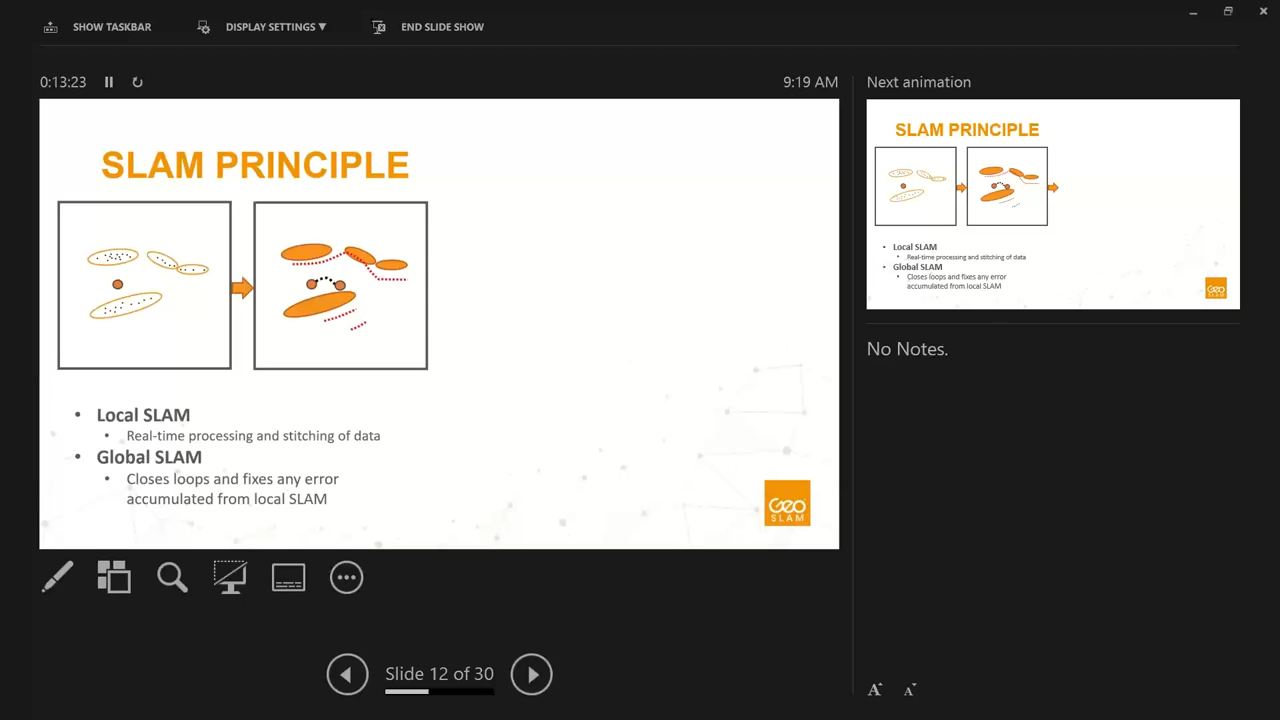 SHOW TASKBAR
DISPLAY SETTINGS ▼
END SLIDE SHOW
0:13:23
9:19 AM
SLAM PRINCIPLE
• Local SLAM
• Real-time processing and stitching of data
• Global SLAM
• Closes loops and fixes any error
accumulated from local SLAM
Geo
SLAM
Slide 12 of 30
Next animation
SLAM PRINCIPLE
• Local SLAM
• Real-time processing and stitching of data
• Global SLAM
• Closes loops and fixes any error
accumulated from local SLAM
Geo
SLAM
No Notes.
A A